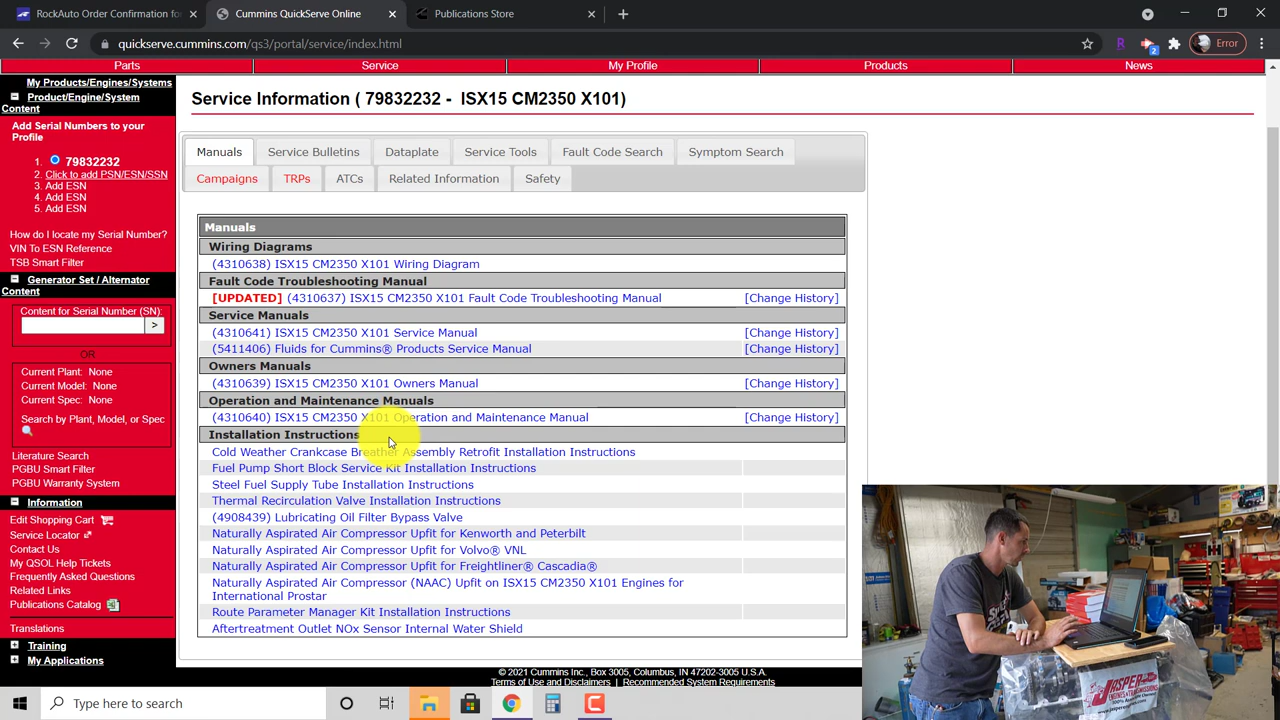 RockAuto Order Confirmation for
Cummins QuickServe Online
Publications Store
quickserve.cummins.com/qs3/portal/service/index.html
R
2
Error
Parts
Service
My Profile
Products
News
My Products/Engines/Systems
Product/Engine/System
Content
Add Serial Numbers to your
Profile
1. 79832232
2. Click to add PSN/ESN/SSN
3. Add ESN
4. Add ESN
5. Add ESN
How do I locate my Serial Number?
VIN To ESN Reference
TSB Smart Filter
Generator Set / Alternator
Content
Content for Serial Number (SN):
>
OR
Current Plant: None
Current Model: None
Current Spec: None
Search by Plant, Model, or Spec
Literature Search
PGBU Smart Filter
PGBU Warranty System
Information
Edit Shopping Cart
Service Locator
Contact Us
My QSOL Help Tickets
Frequently Asked Questions
Related Links
Publications Catalog
Translations
Training
My Applications
Service Information ( 79832232 - ISX15 CM2350 X101)
Manuals
Service Bulletins
Dataplate
Service Tools
Fault Code Search
Symptom Search
Campaigns
TRPs
ATCs
Related Information
Safety
Manuals
Wiring Diagrams
(4310638) ISX15 CM2350 X101 Wiring Diagram
Fault Code Troubleshooting Manual
[UPDATED] (4310637) ISX15 CM2350 X101 Fault Code Troubleshooting Manual [Change History]
Service Manuals
(4310641) ISX15 CM2350 X101 Service Manual [Change History]
(5411406) Fluids for Cummins® Products Service Manual [Change History]
Owners Manuals
(4310639) ISX15 CM2350 X101 Owners Manual [Change History]
Operation and Maintenance Manuals
(4310640) ISX15 CM2350 X101 Operation and Maintenance Manual [Change History]
Installation Instructions
Cold Weather Crankcase Breather Assembly Retrofit Installation Instructions
Fuel Pump Short Block Service Kit Installation Instructions
Steel Fuel Supply Tube Installation Instructions
Thermal Recirculation Valve Installation Instructions
(4908439) Lubricating Oil Filter Bypass Valve
Naturally Aspirated Air Compressor Upfit for Kenworth and Peterbilt
Naturally Aspirated Air Compressor Upfit for Volvo® VNL
Naturally Aspirated Air Compressor Upfit for Freightliner® Cascadia®
Naturally Aspirated Air Compressor (NAAC) Upfit on ISX15 CM2350 X101 Engines for
International Prostar
Route Parameter Manager Kit Installation Instructions
Aftertreatment Outlet NOx Sensor Internal Water Shield
© 2021 Cummins Inc., Box 3005, Columbus, IN 47202-3005 U.S.A.
Terms of Use and Disclaimers | Recommended System Requirements
Type here to search
JASPER
ENGINES & TRANSMISSIONS